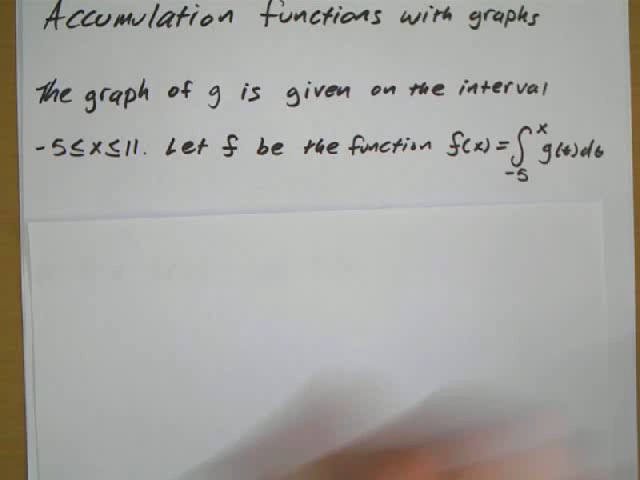 Accumulation functions with graphs
The graph of g is given on the interval
-5≤x≤11. Let f be the function f(x)=∫_{-5}^{x} g(t)dt